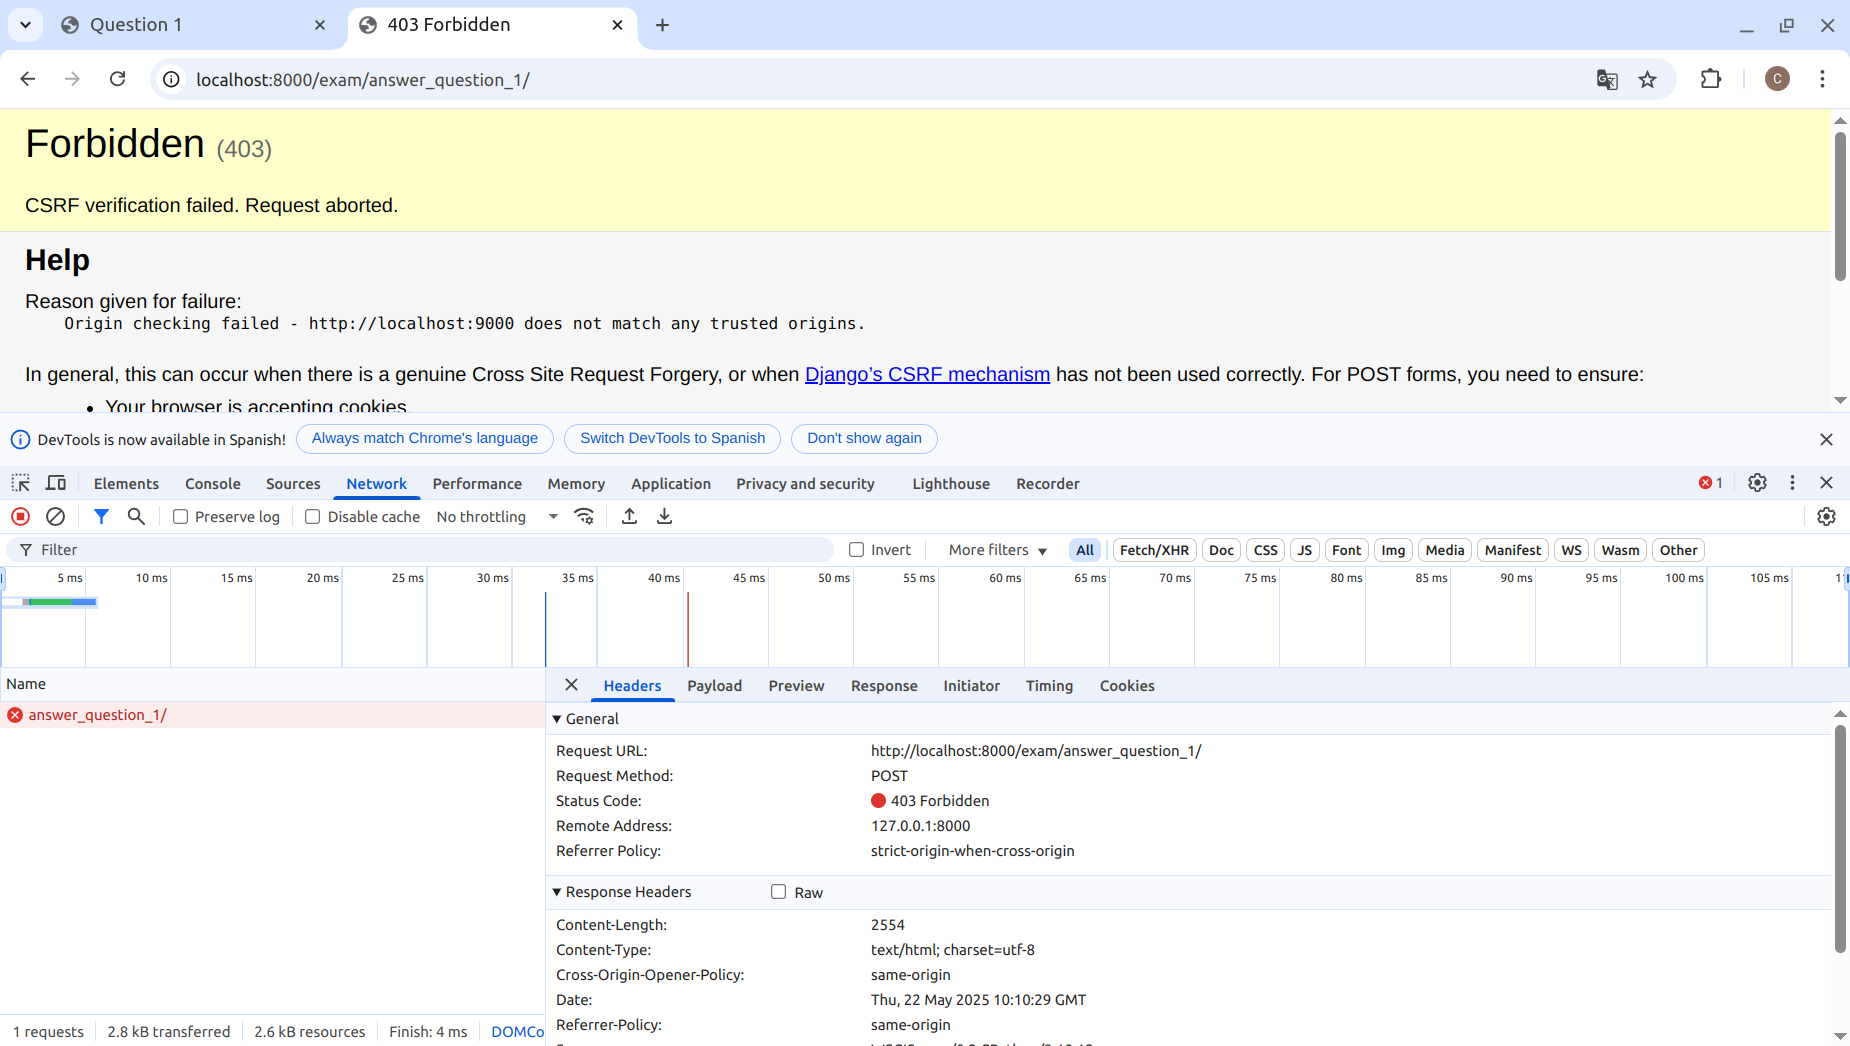 Question 1
403 Forbidden
localhost:8000/exam/answer_question_1/
C
Forbidden (403)
CSRF verification failed. Request aborted.
Help
Reason given for failure:
Origin checking failed - http://localhost:9000 does not match any trusted origins.
In general, this can occur when there is a genuine Cross Site Request Forgery, or when Django's CSRF mechanism has not been used correctly. For POST forms, you need to ensure:
• Your browser is accepting cookies.
DevTools is now available in Spanish! Always match Chrome's language Switch DevTools to Spanish Don't show again
Elements Console Sources Network Performance Memory Application Privacy and security Lighthouse Recorder 1
Preserve log Disable cache No throttling
Filter Invert More filters All Fetch/XHR Doc CSS JS Font Img Media Manifest WS Wasm Other
5 ms 10 ms 15 ms 20 ms 25 ms 30 ms 35 ms 40 ms 45 ms 50 ms 55 ms 60 ms 65 ms 70 ms 75 ms 80 ms 85 ms 90 ms 95 ms 100 ms 105 ms
Name
Headers Payload Preview Response Initiator Timing Cookies
answer_question_1/
General
Request URL: http://localhost:8000/exam/answer_question_1/
Request Method: POST
Status Code: 403 Forbidden
Remote Address: 127.0.0.1:8000
Referrer Policy: strict-origin-when-cross-origin
Response Headers Raw
Content-Length: 2554
Content-Type: text/html; charset=utf-8
Cross-Origin-Opener-Policy: same-origin
Date: Thu, 22 May 2025 10:10:29 GMT
Referrer-Policy: same-origin
1 requests 2.8 kB transferred 2.6 kB resources Finish: 4 ms DOMCo